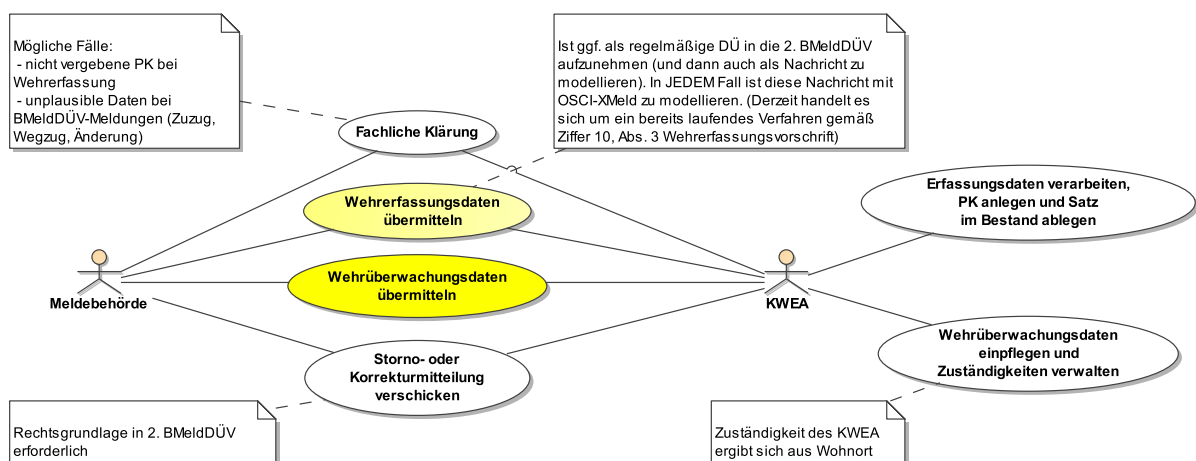 Mögliche Fälle:
- nicht vergebene PK bei
Wehrerfassung
- unplausible Daten bei
BMeldDÜV-Meldungen (Zuzug,
Wegzug, Änderung)
Ist ggf. als regelmäßige DÜ in die 2. BMeldDÜV
aufzunehmen (und dann auch als Nachricht zu
modellieren). In JEDEM Fall ist diese Nachricht mit
OSCI-XMeld zu modellieren. (Derzeit handelt es
sich um ein bereits laufendes Verfahren gemäß
Ziffer 10, Abs. 3 Wehrerfassungsvorschrift)
Fachliche Klärung
Wehrerfassungsdaten
übermitteln
Erfassungsdaten verarbeiten,
PK anlegen und Satz
im Bestand ablegen
Meldebehörde
Wehrüberwachungsdaten
übermitteln
KWEA
Storno- oder
Korrekturmitteilung
verschicken
Wehrüberwachungsdaten
einpflegen und
Zuständigkeiten verwalten
Rechtsgrundlage in 2. BMeldDÜV
erforderlich
Zuständigkeit des KWEA
ergibt sich aus Wohnort